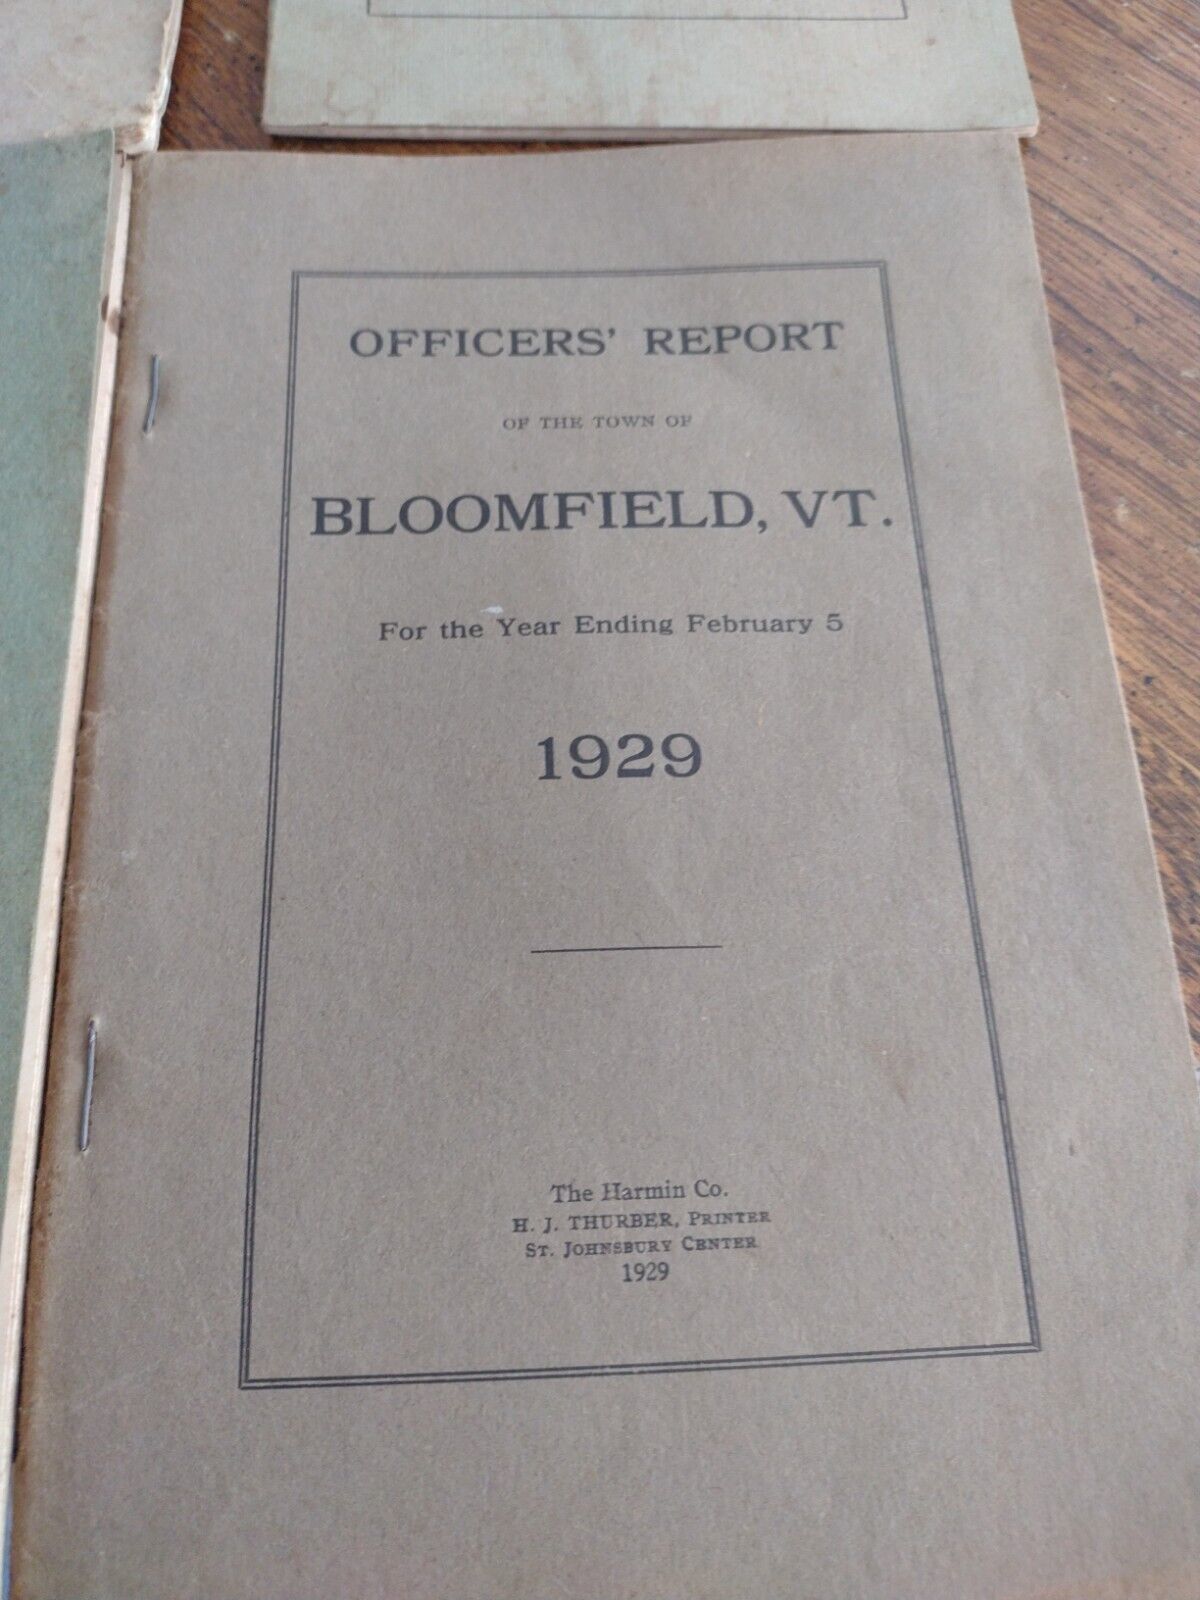 OFFICERS' REPORT
OF THE TOWN OF
BLOOMFIELD, VT.
For the Year Ending February 5
1929
The Harmin Co.
H. J. THURBER, PRINTER
ST. JOHNSBURY CENTER
1929